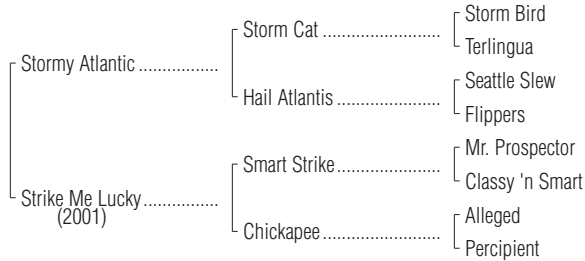 Storm Bird
Storm Cat ........................
Terlingua
Stormy Atlantic ................
Seattle Slew
Hail Atlantis .....................
Flippers
Mr. Prospector
Smart Strike.....................
Classy 'n Smart
Strike Me Lucky...............
(2001)
Alleged
Chickapee ........................
Percipient